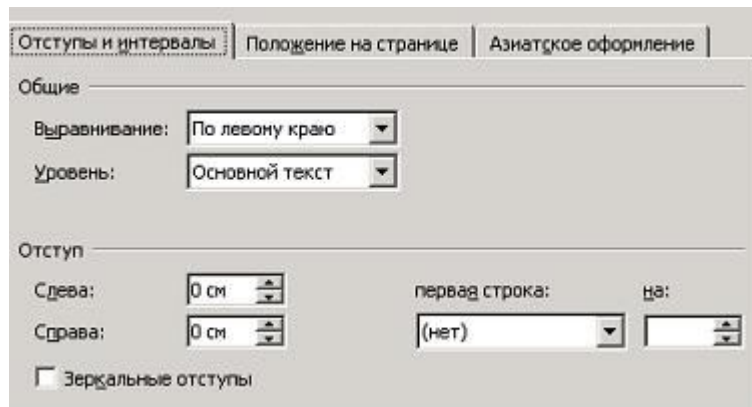 Отступы и интервалы Положение на странице Азиатское оформление
Общие
Выравнивание: По левому краю
Уровень: Основной текст
Отступ
Слева: 0 см первая строка: на:
Справа: 0 см (нет)
Зеркальные отступы